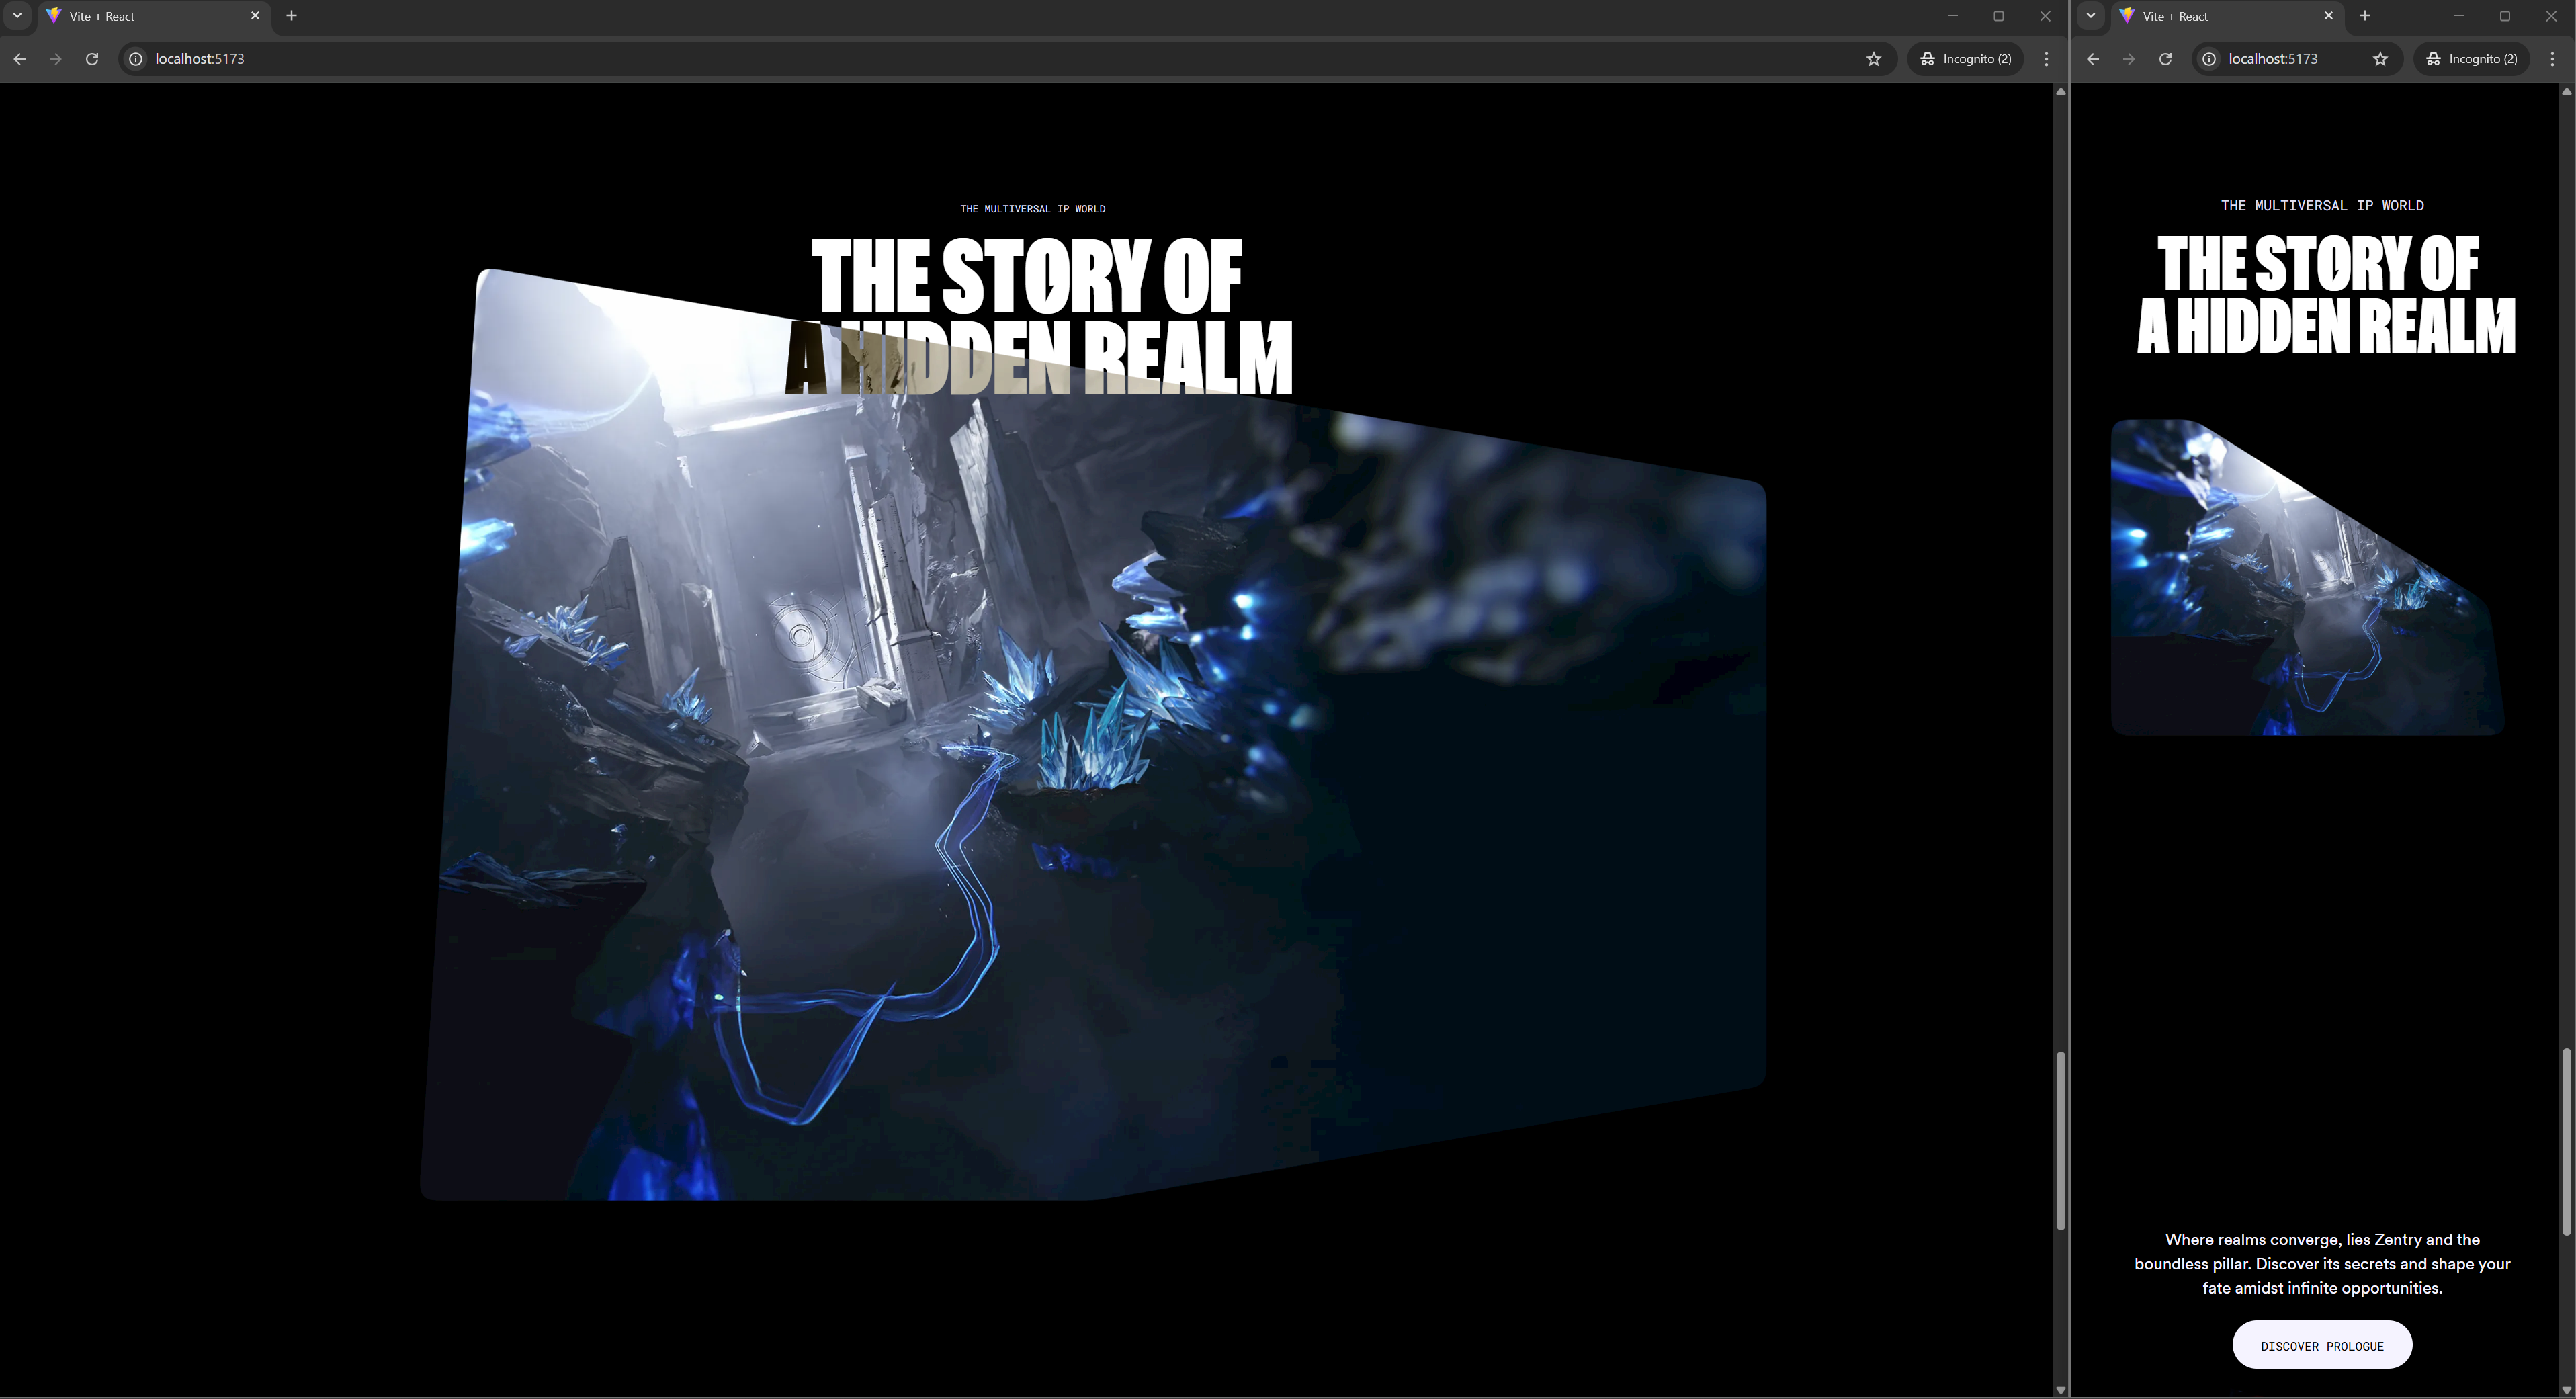 Vite + React
localhost:5173
Incognito (2)
THE MULTIVERSAL IP WORLD
THE STORY OF
A HIDDEN REALM
Vite + React
localhost:5173
Incognito (2)
THE MULTIVERSAL IP WORLD
THE STORY OF
A HIDDEN REALM
Where realms converge, lies Zentry and the
boundless pillar. Discover its secrets and shape your
fate amidst infinite opportunities.
DISCOVER PROLOGUE